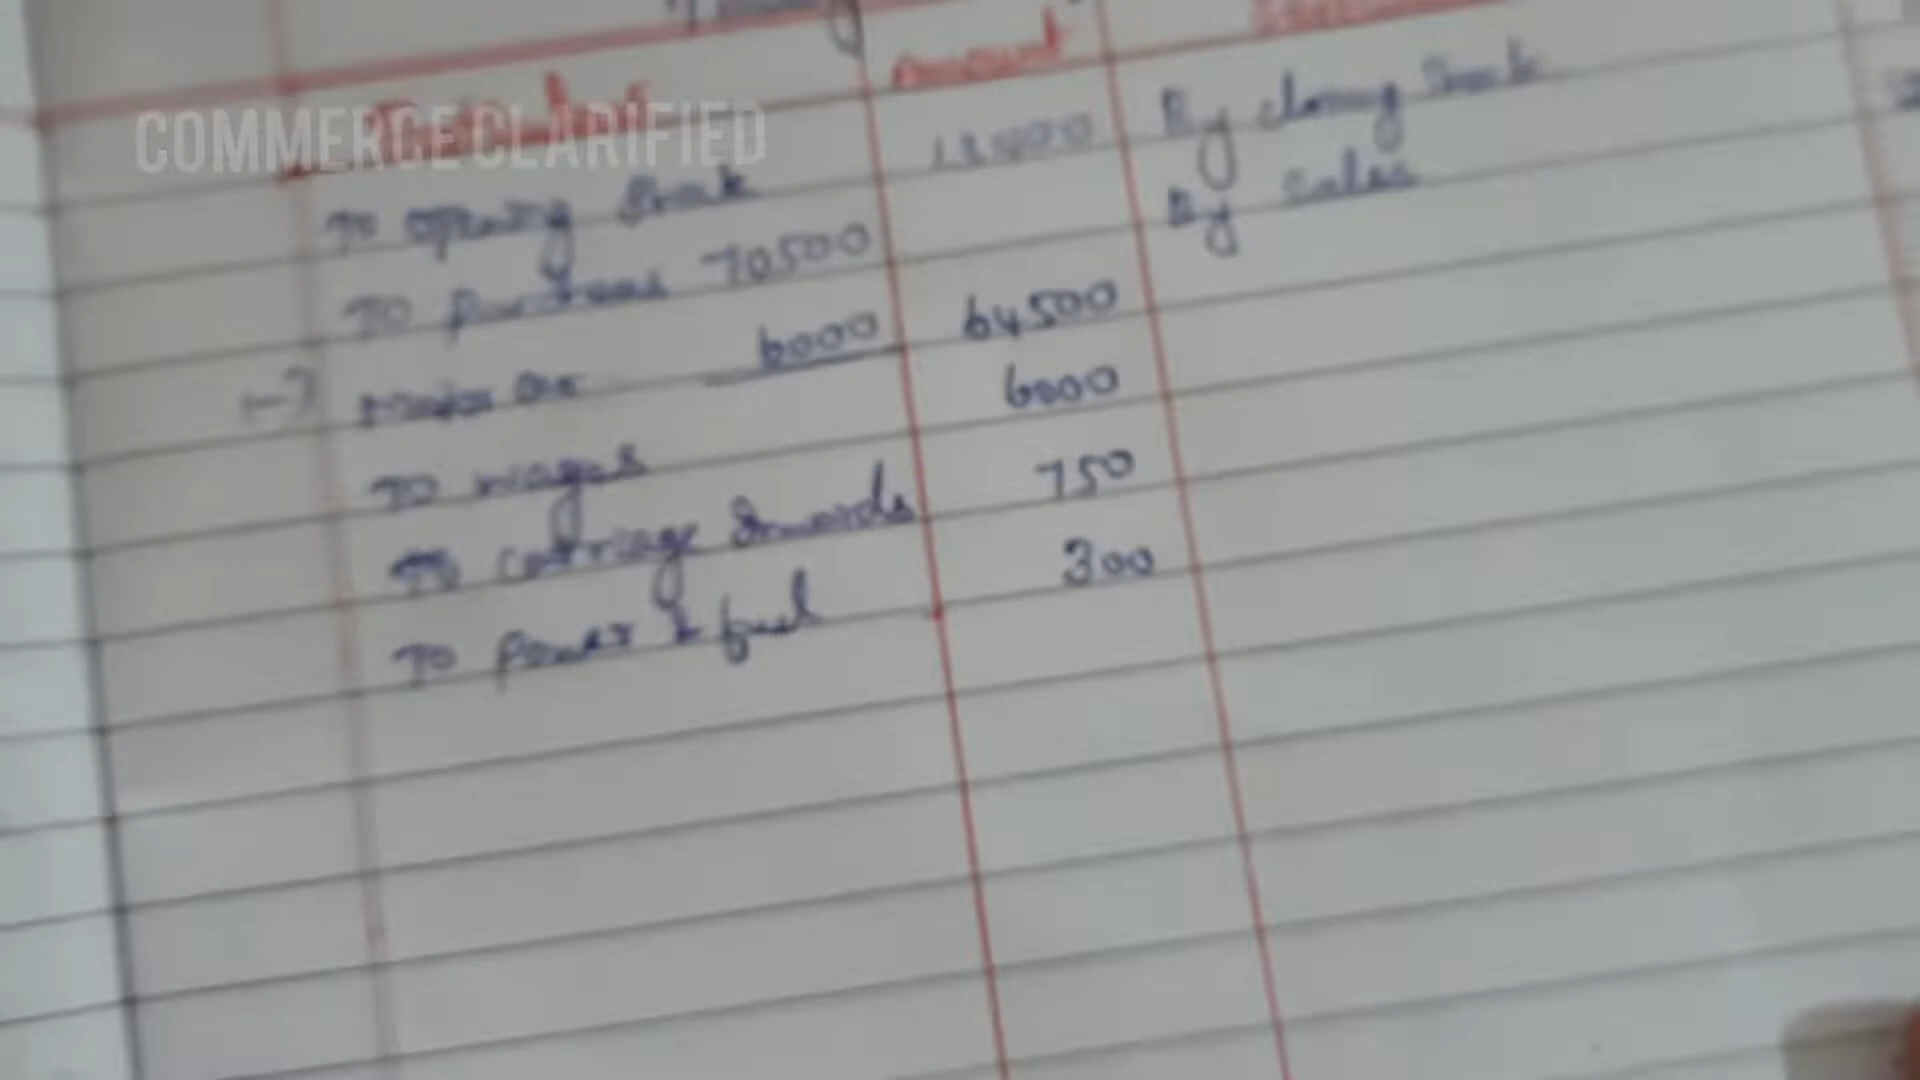 Amount
COMMERCE CLARIFIED
To opening Stock
By closing Stock
To purchases 70500
By sales
(-) 6000 64500
To wages 6000
To carriage Inwards 750
To power & fuel 300